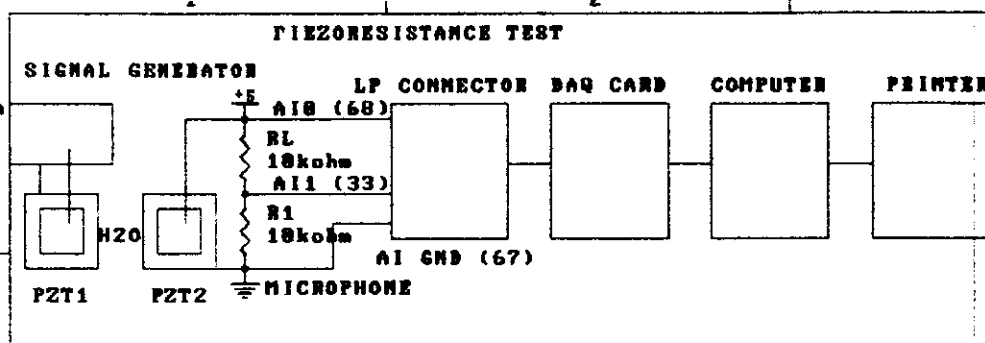 PIEZORESISTANCE TEST
SIGNAL GENERATOR
+5
LP CONNECTOR
DAQ CARD
COMPUTER
PRINTER
AI0 (68)
RL
10kohm
AI1 (33)
R1
10kohm
H2O
AI GND (67)
PZT1
PZT2
MICROPHONE